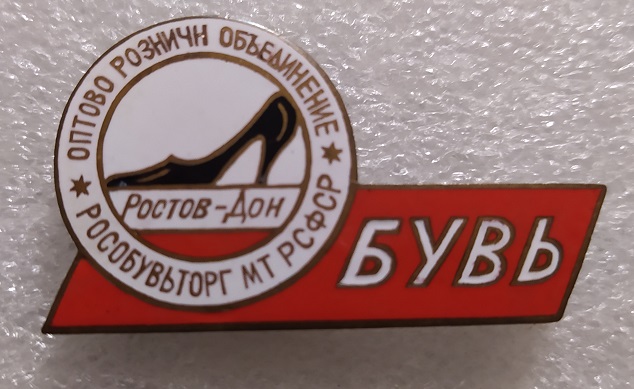 ОПТОВО РОЗНИЧН ОБЪЕДИНЕНИЕ
РОСТОВ-ДОН
РОСОБУВЬТОРГ МТ РСФСР
БУВЬ